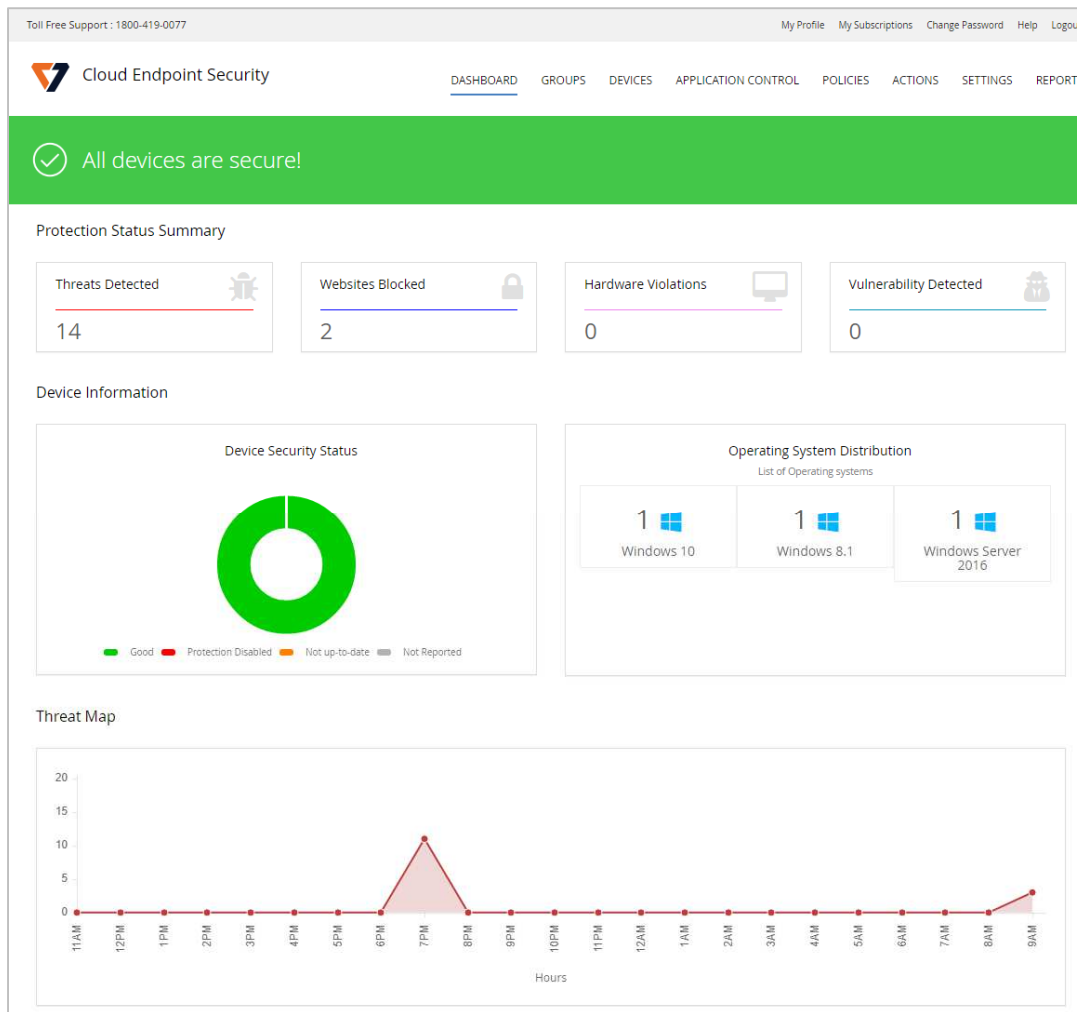 Toll Free Support : 1800-419-0077
My Profile My Subscriptions Change Password Help Logou
Cloud Endpoint Security
DASHBOARD GROUPS DEVICES APPLICATION CONTROL POLICIES ACTIONS SETTINGS REPORT
All devices are secure!
Protection Status Summary
Threats Detected
14
Websites Blocked
2
Hardware Violations
0
Vulnerability Detected
0
Device Information
Device Security Status
Good Protection Disabled Not up-to-date Not Reported
Operating System Distribution
List of Operating systems
1
Windows 10
1
Windows 8.1
1
Windows Server
2016
Threat Map
20
15
10
5
0
11AM 12PM 1PM 2PM 3PM 4PM 5PM 6PM 7PM 8PM 9PM 10PM 11PM 12AM 1AM 2AM 3AM 4AM 5AM 6AM 7AM 8AM 9AM
Hours